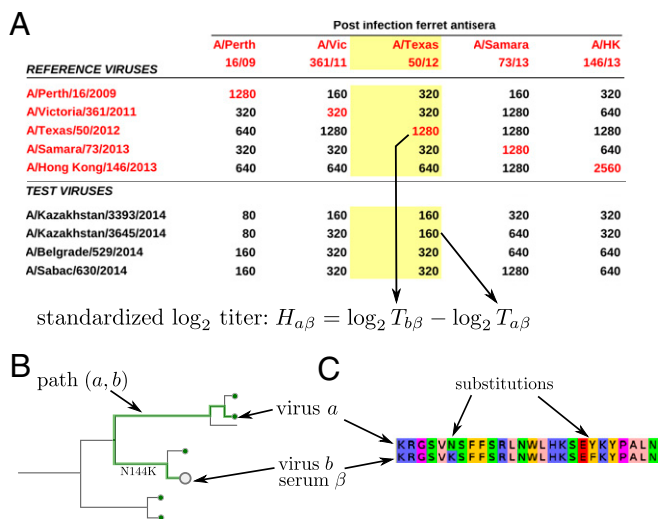 A
Post infection ferret antisera
A/Perth A/Vic A/Texas A/Samara A/HK
REFERENCE VIRUSES 16/09 361/11 50/12 73/13 146/13
A/Perth/16/2009 1280 160 320 160 320
A/Victoria/361/2011 320 320 320 1280 640
A/Texas/50/2012 640 1280 1280 1280 1280
A/Samara/73/2013 320 320 320 1280 640
A/Hong Kong/146/2013 640 640 640 1280 2560
TEST VIRUSES
A/Kazakhstan/3393/2014 80 160 160 320 320
A/Kazakhstan/3645/2014 80 320 160 640 320
A/Belgrade/529/2014 160 320 320 640 640
A/Sabac/630/2014 160 320 320 1280 640
standardized log₂ titer: Haβ = log₂ Tbβ − log₂ Taβ
B
path (a, b)
N144K
virus a
virus b
serum β
C
substitutions
KRGSVNSFFSRLNWLHKSEYKYPALN
KRGSVKSFFSRLNWLHKSEFKYPALN